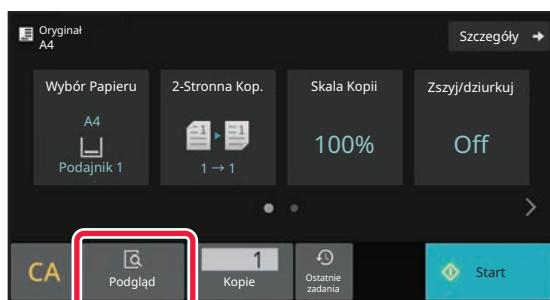 Oryginał
A4
Szczegóły
Wybór Papieru
A4
Podajnik 1
2-Stronna Kop.
1 → 1
Skala Kopii
100%
Zszyj/dziurkuj
Off
CA
Podgląd
1
Kopie
Ostatnie
zadania
Start